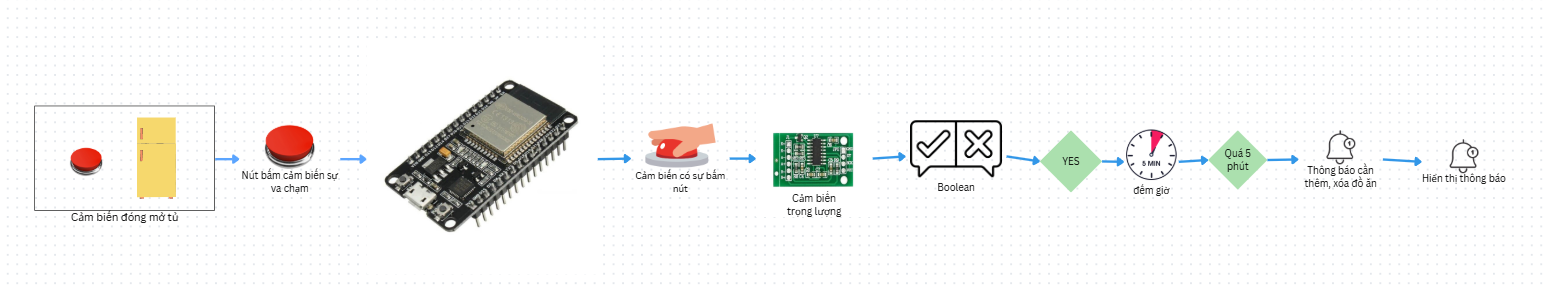 Cảm biến đóng mở tủ
Nút bấm cảm biến sự
va chạm
Cảm biến có sự bấm
nút
Cảm biến
trọng lượng
Boolean
YES
5 MIN
đếm giờ
Quá 5
phút
1
Thông báo cần
thêm, xóa đồ ăn
1
Hiển thị thông báo